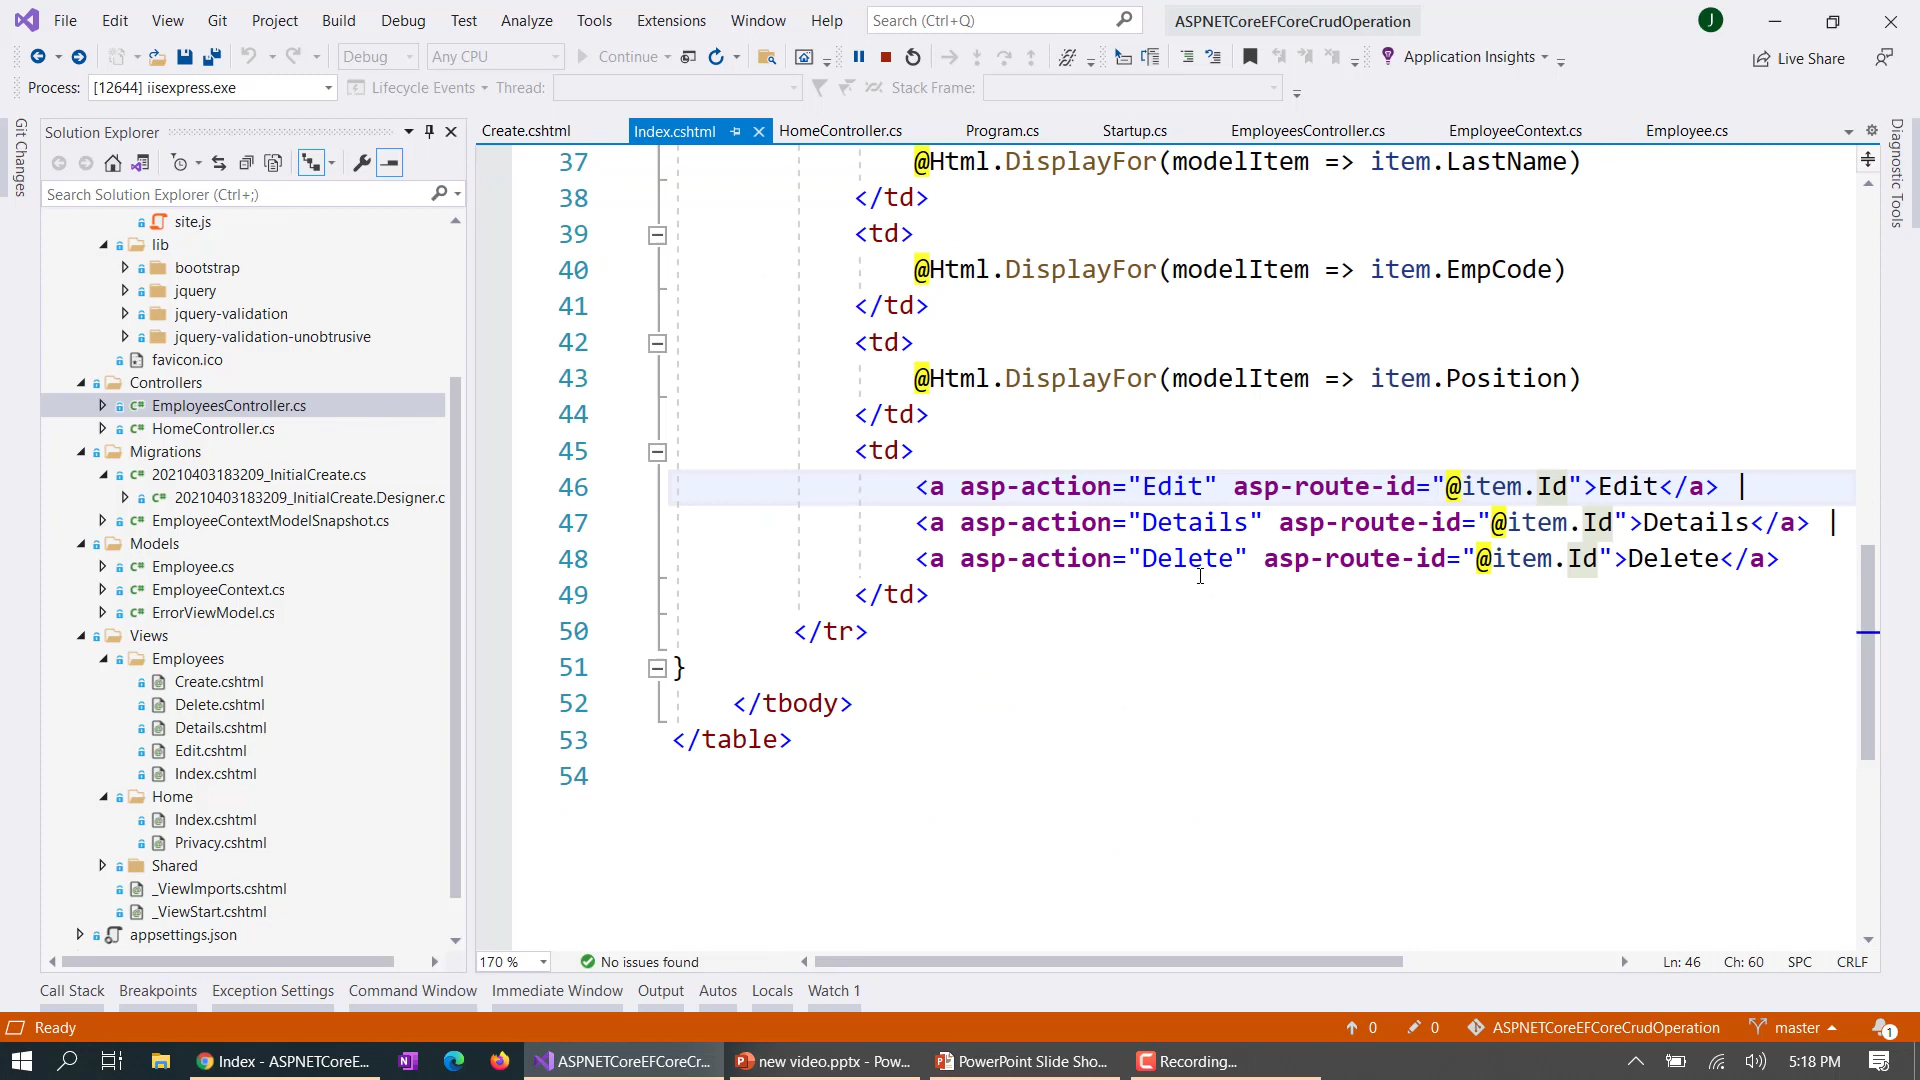 File Edit View Git Project Build Debug Test Analyze Tools Extensions Window Help Search (Ctrl+Q) ASPNETCoreEFCoreCrudOperation J
Debug Any CPU Continue Application Insights Live Share
Process: [12644] iisexpress.exe Lifecycle Events Thread: Stack Frame:
Git Changes
Solution Explorer
Search Solution Explorer (Ctrl+;)
site.js
lib
bootstrap
jquery
jquery-validation
jquery-validation-unobtrusive
favicon.ico
Controllers
EmployeesController.cs
HomeController.cs
Migrations
20210403183209_InitialCreate.cs
20210403183209_InitialCreate.Designer.c
EmployeeContextModelSnapshot.cs
Models
Employee.cs
EmployeeContext.cs
ErrorViewModel.cs
Views
Employees
Create.cshtml
Delete.cshtml
Details.cshtml
Edit.cshtml
Index.cshtml
Home
Index.cshtml
Privacy.cshtml
Shared
_ViewImports.cshtml
_ViewStart.cshtml
appsettings.json
Create.cshtml Index.cshtml HomeController.cs Program.cs Startup.cs EmployeesController.cs EmployeeContext.cs Employee.cs
37 @Html.DisplayFor(modelItem => item.LastName)
38 </td>
39 <td>
40 @Html.DisplayFor(modelItem => item.EmpCode)
41 </td>
42 <td>
43 @Html.DisplayFor(modelItem => item.Position)
44 </td>
45 <td>
46 <a asp-action="Edit" asp-route-id="@item.Id">Edit</a> |
47 <a asp-action="Details" asp-route-id="@item.Id">Details</a> |
48 <a asp-action="Delete" asp-route-id="@item.Id">Delete</a>
49 </td>
50 </tr>
51 }
52 </tbody>
53 </table>
54
Diagnostic Tools
170 % No issues found Ln: 46 Ch: 60 SPC CRLF
Call Stack Breakpoints Exception Settings Command Window Immediate Window Output Autos Locals Watch 1
Ready 0 0 ASPNETCoreEFCoreCrudOperation master 1
Index - ASPNETCoreE... ASPNETCoreEFCoreCr... new video.pptx - Pow... PowerPoint Slide Sho... Recording... 5:18 PM